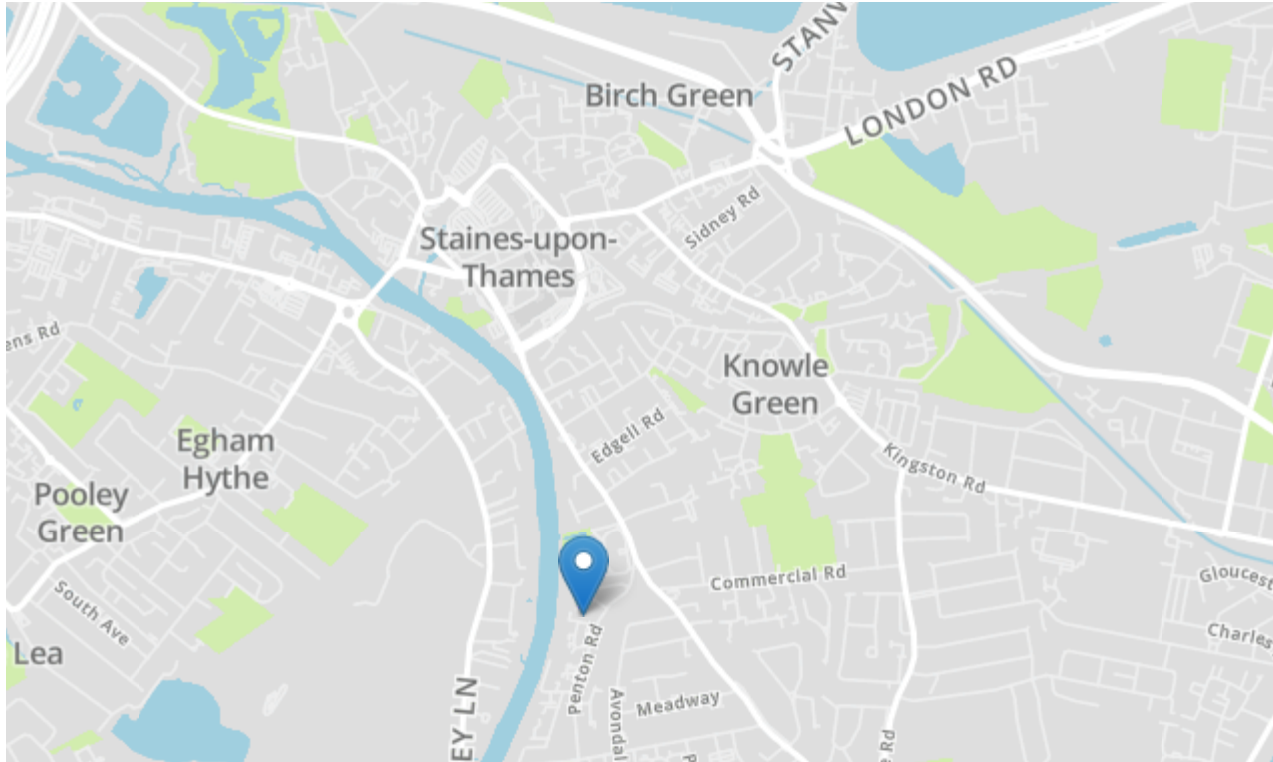 STANV
Birch Green
LONDON RD
Sidney Rd
Staines-upon-
Thames
ens Rd
Knowle
Green
Edgell Rd
Egham
Hythe
Kingston Rd
Pooley
Green
Commercial Rd
Gloucest
South Ave
Charles
Lea
Penton Rd
Meadway
Avondal
EY LN
e Rd
P